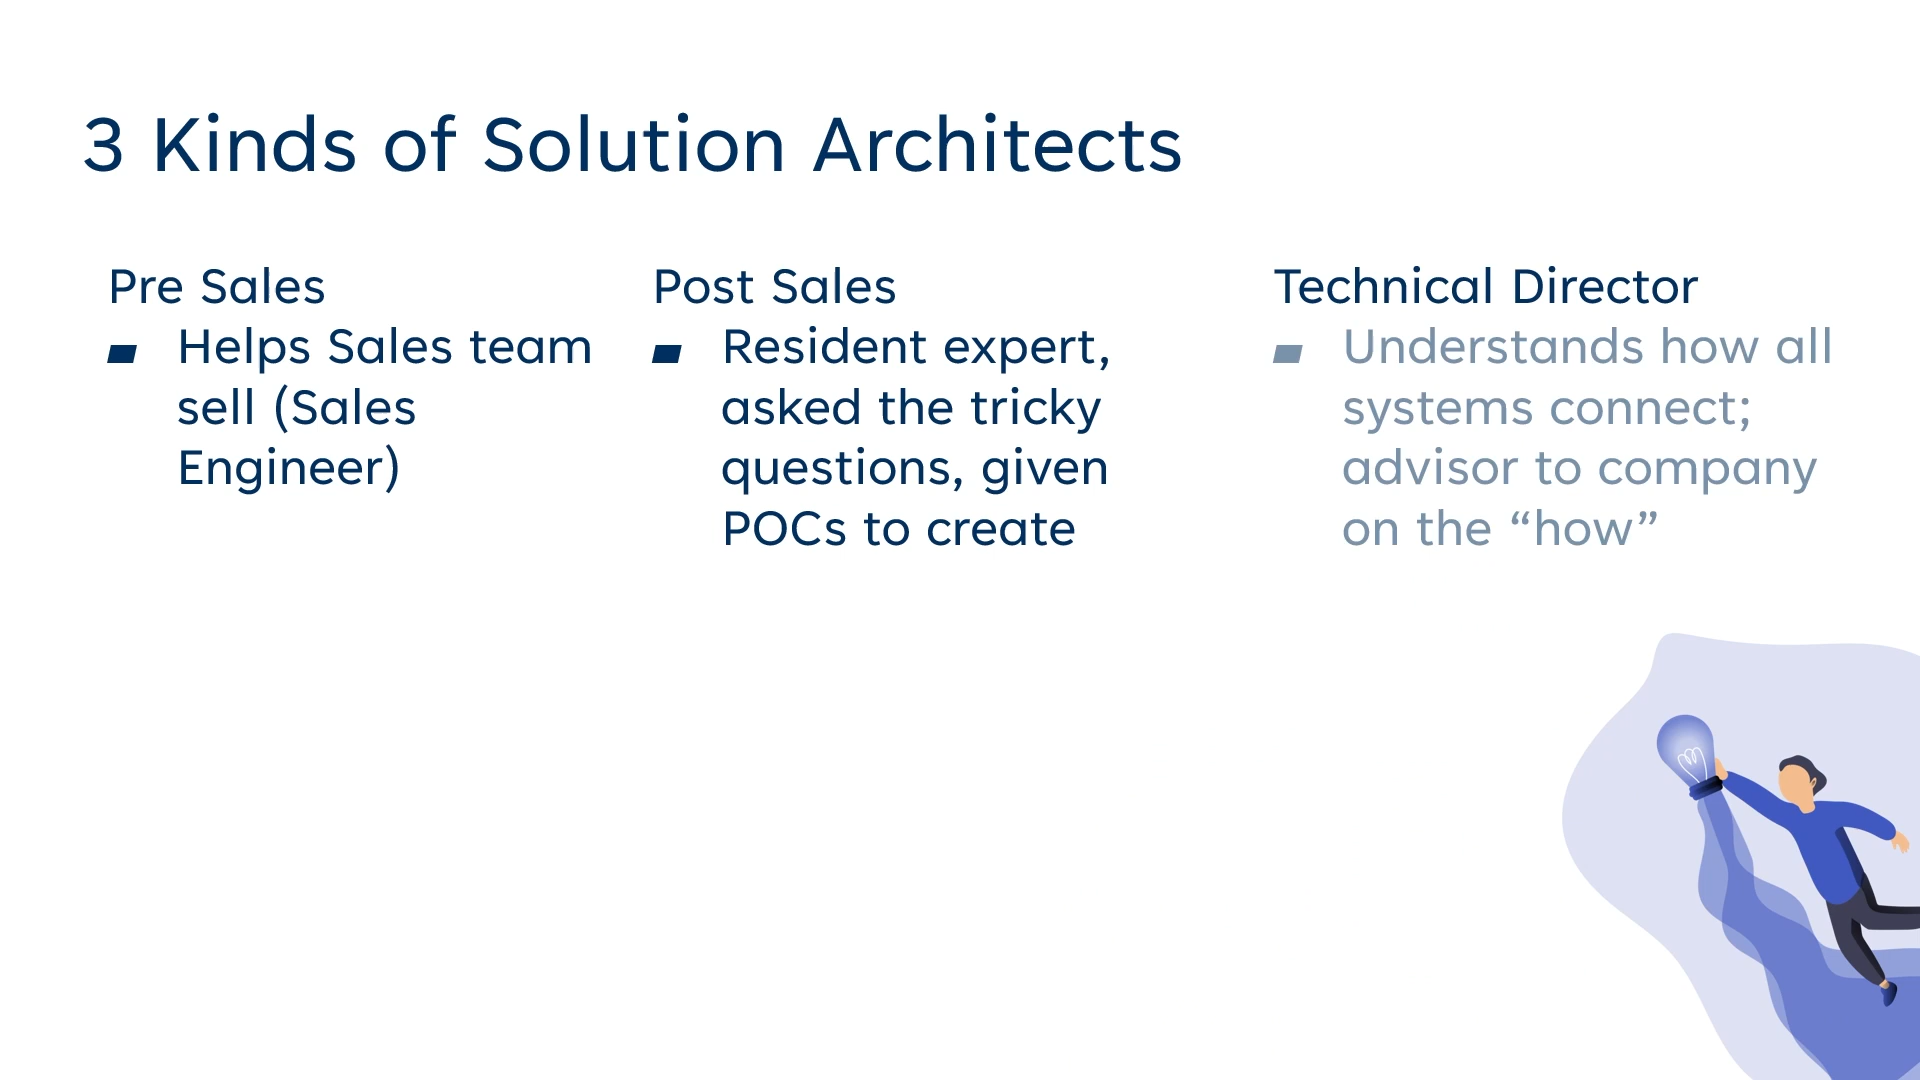 3 Kinds of Solution Architects
Pre Sales
Helps Sales team
sell (Sales
Engineer)
Post Sales
Resident expert,
asked the tricky
questions, given
POCs to create
Technical Director
Understands how all
systems connect;
advisor to company
on the “how”